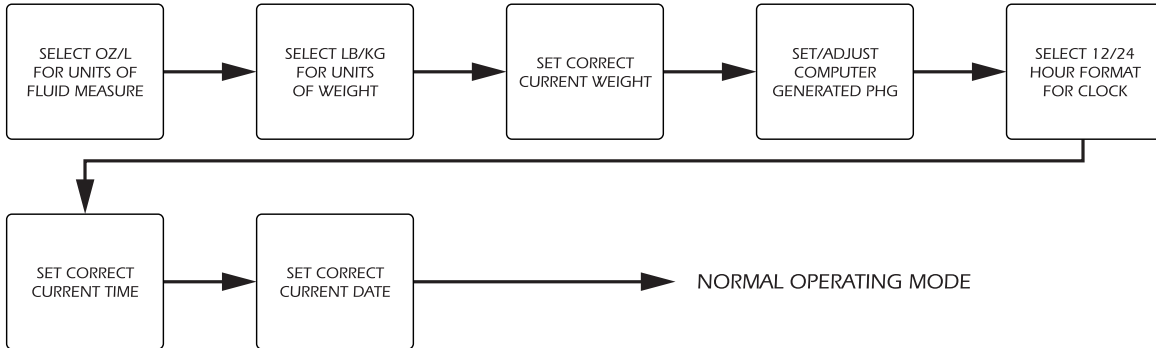 SELECT OZ/L
FOR UNITS OF
FLUID MEASURE
SELECT LB/KG
FOR UNITS
OF WEIGHT
SET CORRECT
CURRENT WEIGHT
SET/ADJUST
COMPUTER
GENERATED PHG
SELECT 12/24
HOUR FORMAT
FOR CLOCK
SET CORRECT
CURRENT TIME
SET CORRECT
CURRENT DATE
NORMAL OPERATING MODE